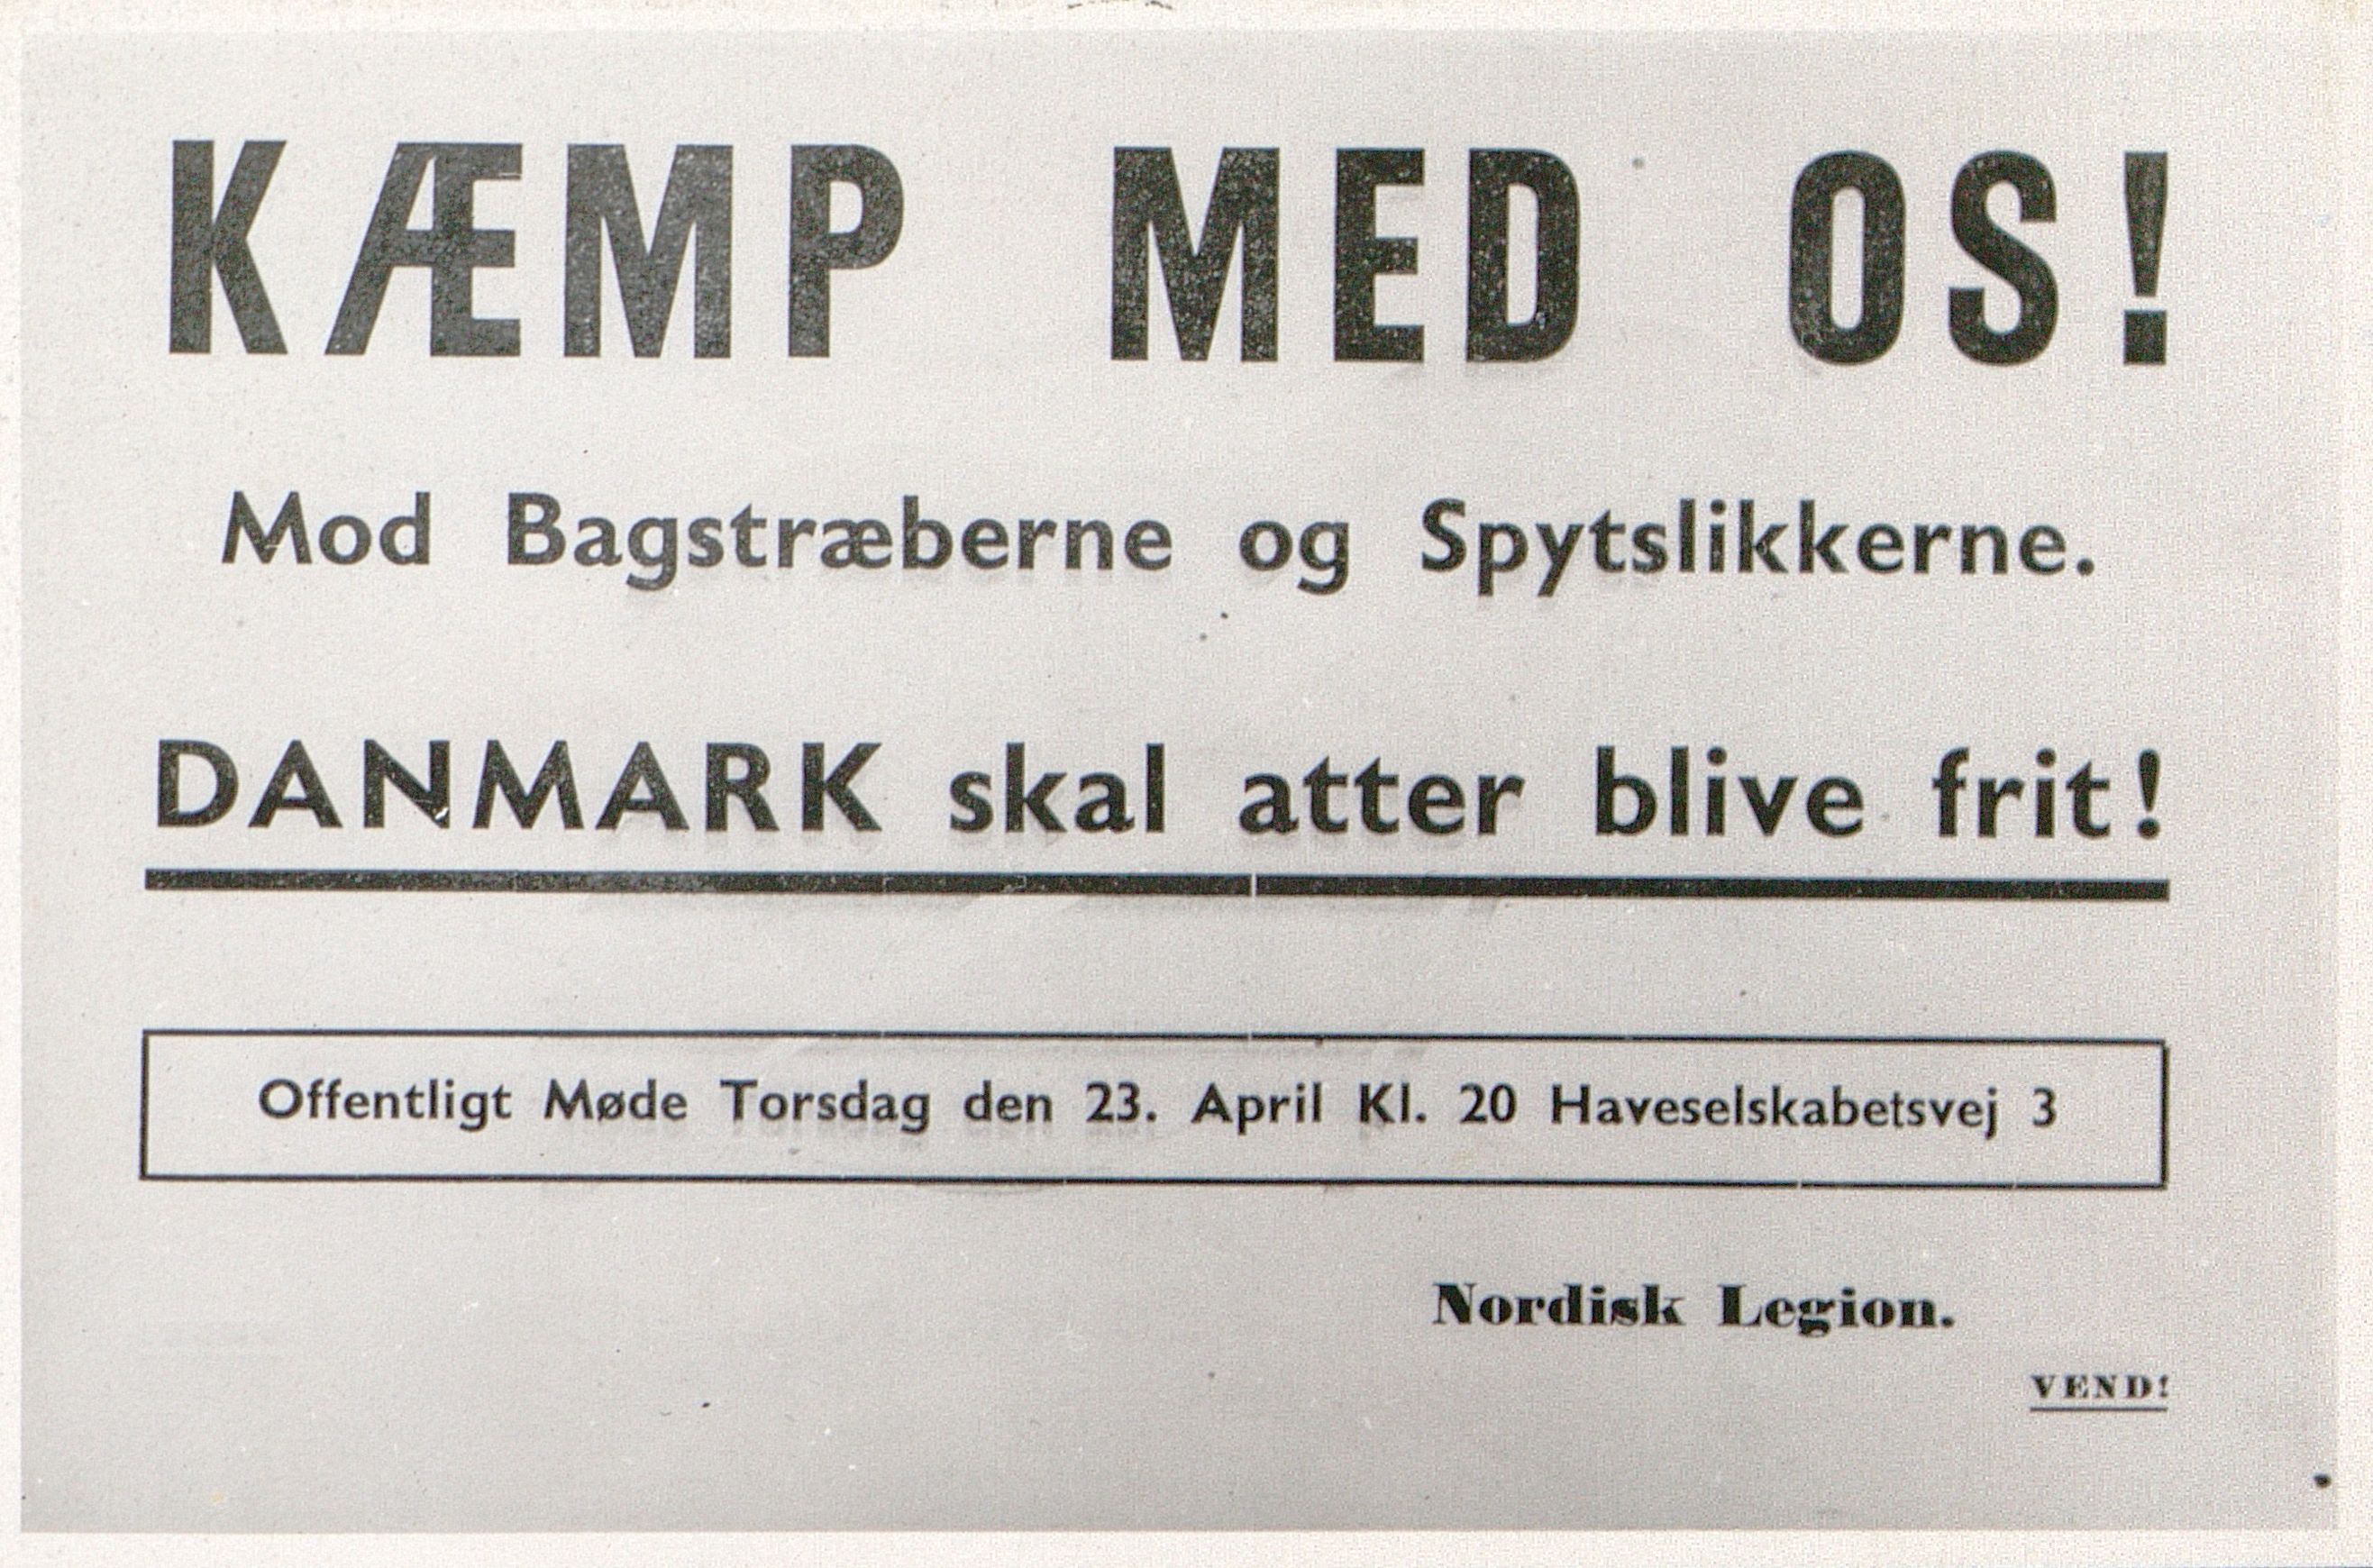 KÆMP MED OS!
Mod Bagstræberne og Spytslikkerne.
DANMARK skal atter blive frit!
Offentligt Møde Torsdag den 23. April Kl. 20 Haveselskabetsvej 3
Nordisk Legion.
VEND!